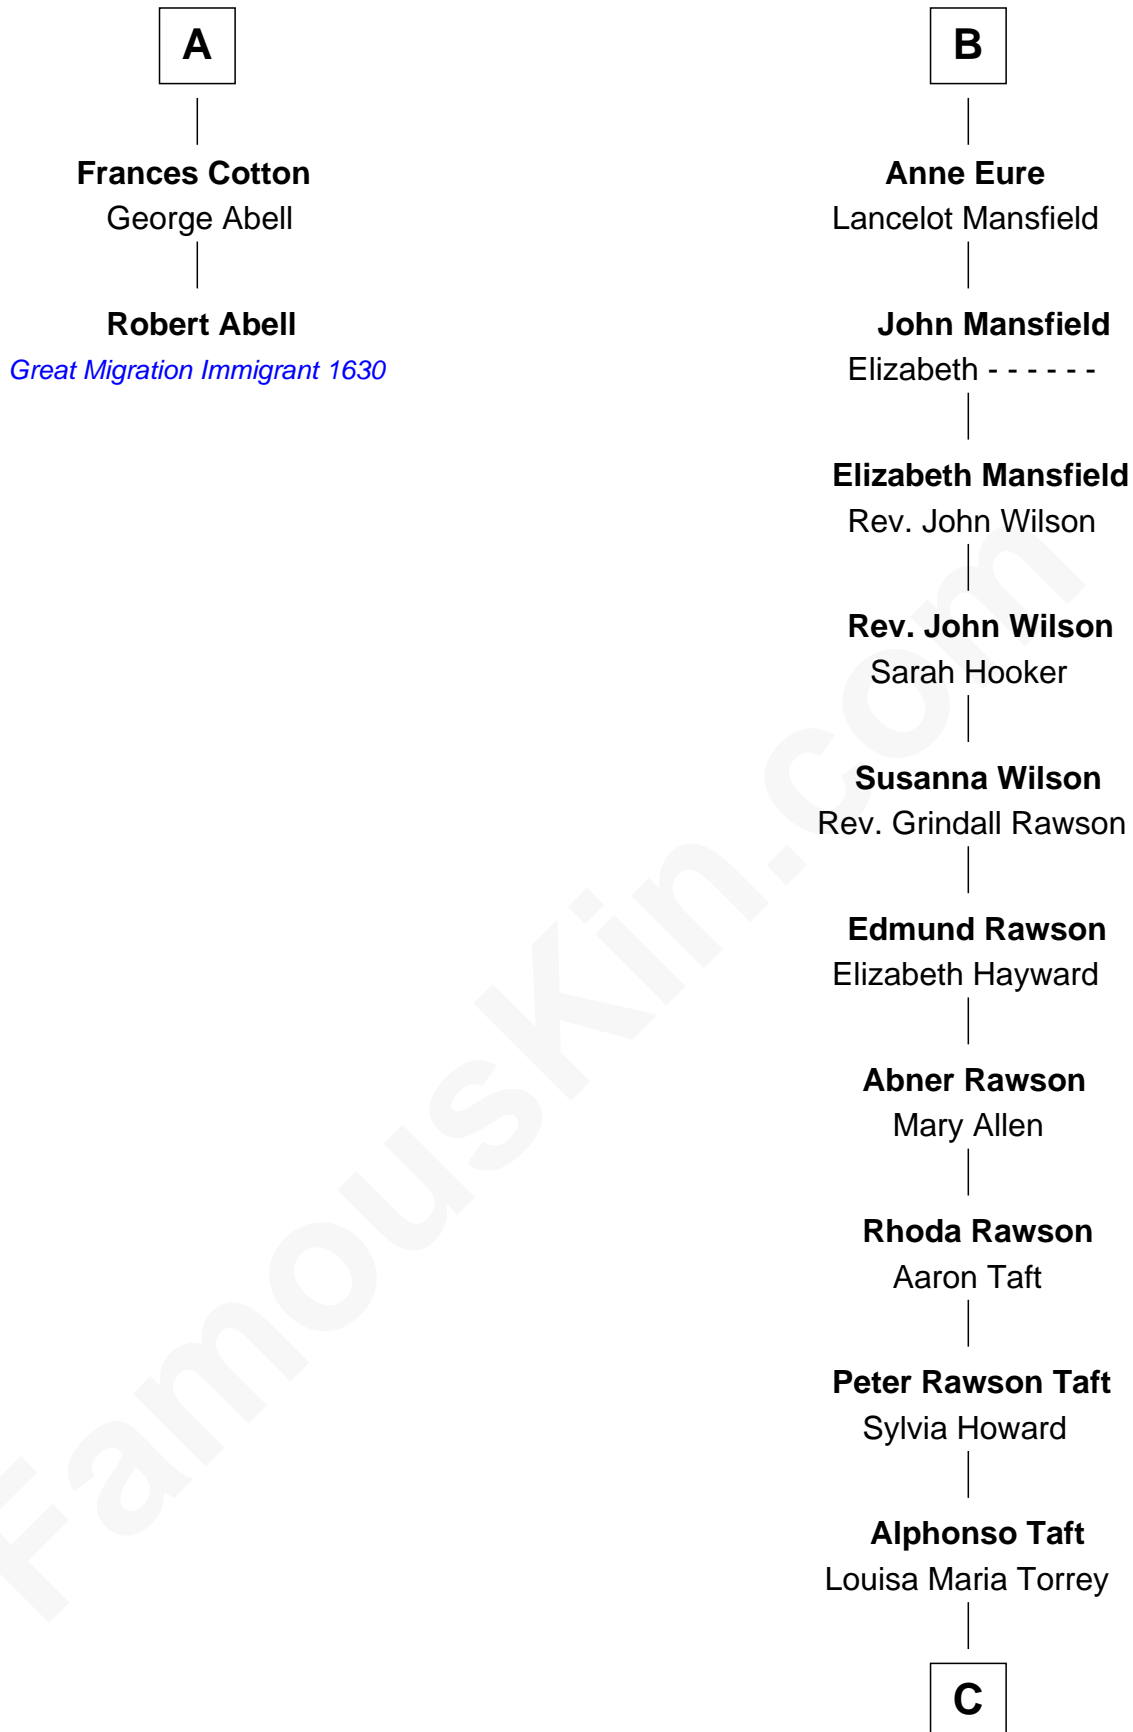 A
Frances Cotton
George Abell
Robert Abell
Great Migration Immigrant 1630
B
Anne Eure
Lancelot Mansfield
John Mansfield
Elizabeth - - - - - -
Elizabeth Mansfield
Rev. John Wilson
Rev. John Wilson
Sarah Hooker
Susanna Wilson
Rev. Grindall Rawson
Edmund Rawson
Elizabeth Hayward
Abner Rawson
Mary Allen
Rhoda Rawson
Aaron Taft
Peter Rawson Taft
Sylvia Howard
Alphonso Taft
Louisa Maria Torrey
C
FamousKin.com